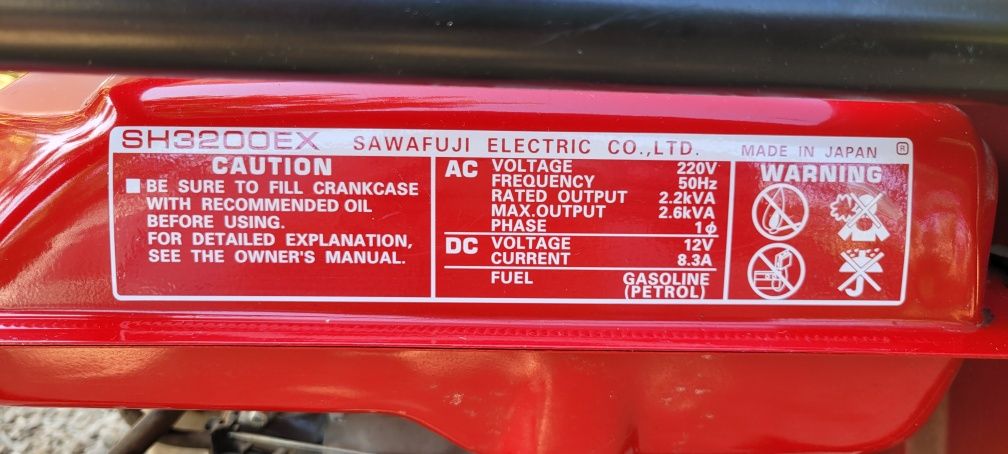 SH3200EX SAWAFUJI ELECTRIC CO.,LTD. MADE IN JAPAN ®
CAUTION
■ BE SURE TO FILL CRANKCASE
WITH RECOMMENDED OIL
BEFORE USING.
FOR DETAILED EXPLANATION,
SEE THE OWNER'S MANUAL.
AC VOLTAGE 220V
FREQUENCY 50Hz
RATED OUTPUT 2.2kVA
MAX.OUTPUT 2.6kVA
PHASE 1ϕ
DC VOLTAGE 12V
CURRENT 8.3A
FUEL GASOLINE
(PETROL)
WARNING